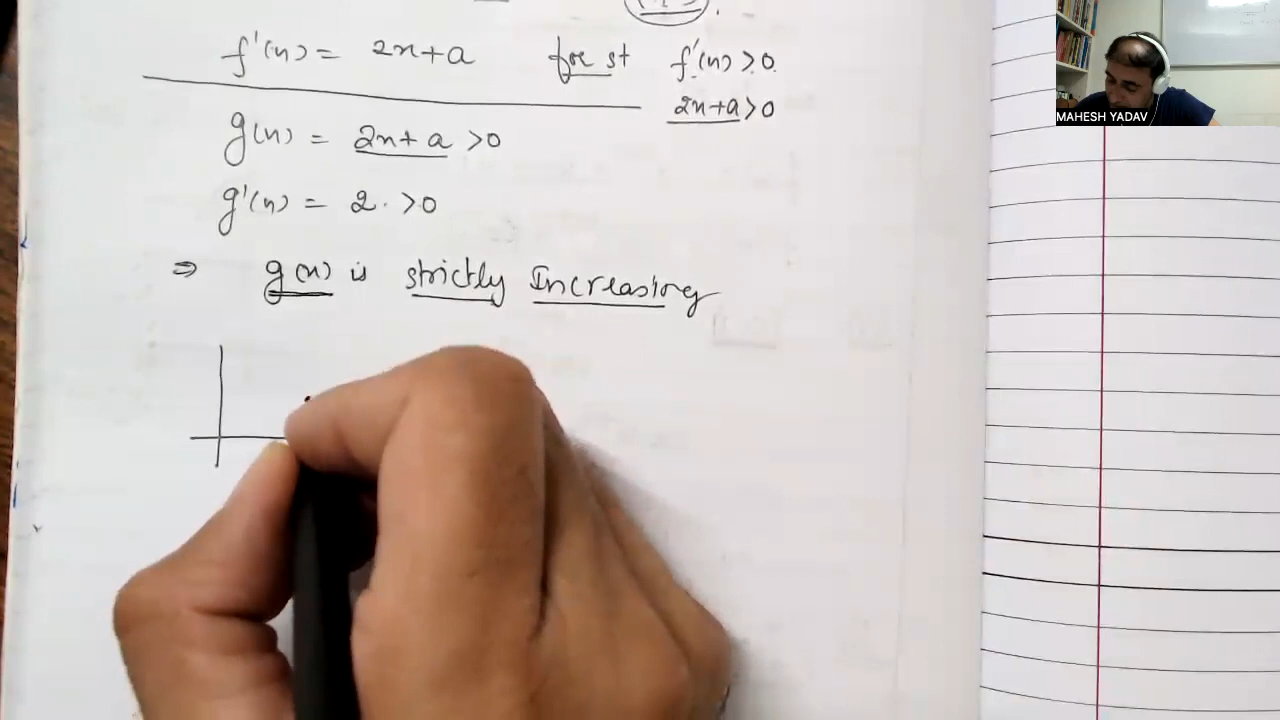 f'(x) = 2x+a for st f'(x) > 0.
2x+a > 0
g(x) = 2x+a > 0
g'(x) = 2. > 0
⇒ g(x) is strictly Increasing
MAHESH YADAV